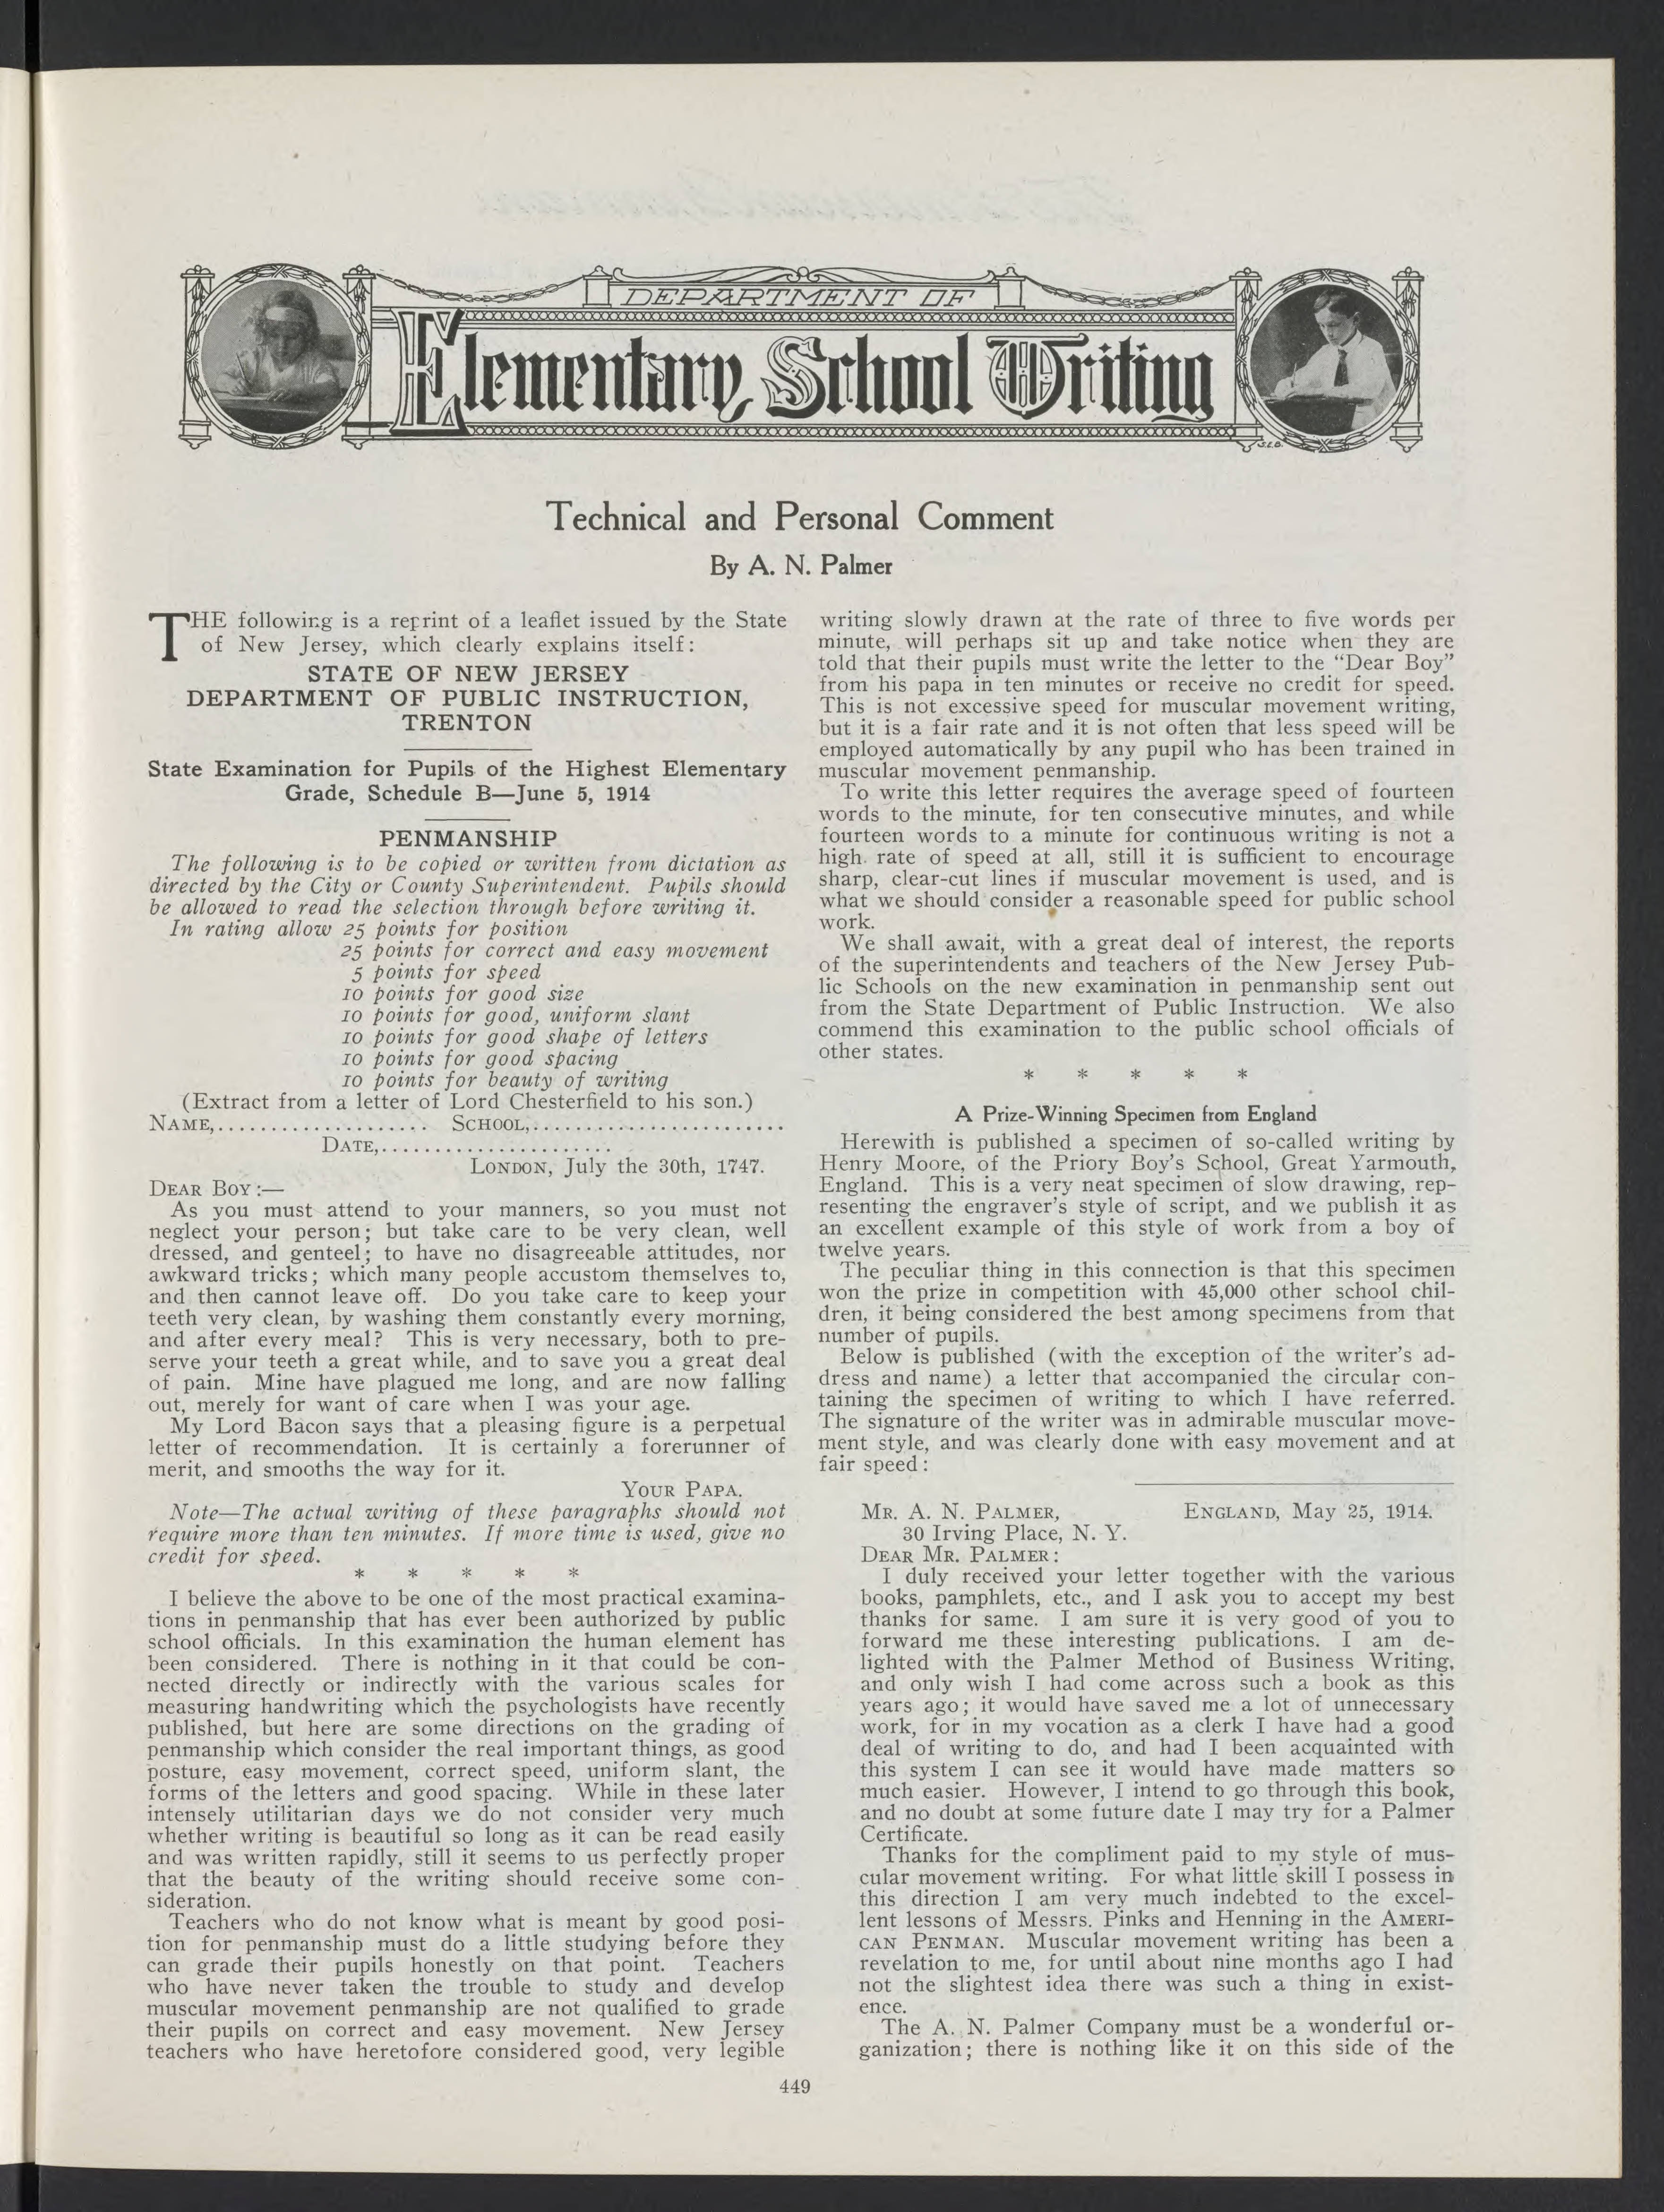 DEPARTMENT OF
Elementary School Writing
S.L.B.
Technical and Personal Comment
By A. N. Palmer
THE following is a reprint of a leaflet issued by the State
of New Jersey, which clearly explains itself:
STATE OF NEW JERSEY
DEPARTMENT OF PUBLIC INSTRUCTION,
TRENTON
State Examination for Pupils of the Highest Elementary
Grade, Schedule B—June 5, 1914
PENMANSHIP
The following is to be copied or written from dictation as
directed by the City or County Superintendent. Pupils should
be allowed to read the selection through before writing it.
In rating allow 25 points for position
25 points for correct and easy movement
5 points for speed
10 points for good size
10 points for good, uniform slant
10 points for good shape of letters
10 points for good spacing
10 points for beauty of writing
(Extract from a letter of Lord Chesterfield to his son.)
NAME,.................... SCHOOL,........................
DATE,......................
LONDON, July the 30th, 1747.
DEAR BOY:—
As you must attend to your manners, so you must not
neglect your person; but take care to be very clean, well
dressed, and genteel; to have no disagreeable attitudes, nor
awkward tricks; which many people accustom themselves to,
and then cannot leave off. Do you take care to keep your
teeth very clean, by washing them constantly every morning,
and after every meal? This is very necessary, both to pre-
serve your teeth a great while, and to save you a great deal
of pain. Mine have plagued me long, and are now falling
out, merely for want of care when I was your age.
My Lord Bacon says that a pleasing figure is a perpetual
letter of recommendation. It is certainly a forerunner of
merit, and smooths the way for it.
YOUR PAPA.
Note—The actual writing of these paragraphs should not
require more than ten minutes. If more time is used, give no
credit for speed.
* * * * *
I believe the above to be one of the most practical examina-
tions in penmanship that has ever been authorized by public
school officials. In this examination the human element has
been considered. There is nothing in it that could be con-
nected directly or indirectly with the various scales for
measuring handwriting which the psychologists have recently
published, but here are some directions on the grading of
penmanship which consider the real important things, as good
posture, easy movement, correct speed, uniform slant, the
forms of the letters and good spacing. While in these later
intensely utilitarian days we do not consider very much
whether writing is beautiful so long as it can be read easily
and was written rapidly, still it seems to us perfectly proper
that the beauty of the writing should receive some con-
sideration.
Teachers who do not know what is meant by good posi-
tion for penmanship must do a little studying before they
can grade their pupils honestly on that point. Teachers
who have never taken the trouble to study and develop
muscular movement penmanship are not qualified to grade
their pupils on correct and easy movement. New Jersey
teachers who have heretofore considered good, very legible
writing slowly drawn at the rate of three to five words per
minute, will perhaps sit up and take notice when they are
told that their pupils must write the letter to the "Dear Boy"
from his papa in ten minutes or receive no credit for speed.
This is not excessive speed for muscular movement writing,
but it is a fair rate and it is not often that less speed will be
employed automatically by any pupil who has been trained in
muscular movement penmanship.
To write this letter requires the average speed of fourteen
words to the minute, for ten consecutive minutes, and while
fourteen words to a minute for continuous writing is not a
high rate of speed at all, still it is sufficient to encourage
sharp, clear-cut lines if muscular movement is used, and is
what we should consider a reasonable speed for public school
work.
We shall await, with a great deal of interest, the reports
of the superintendents and teachers of the New Jersey Pub-
lic Schools on the new examination in penmanship sent out
from the State Department of Public Instruction. We also
commend this examination to the public school officials of
other states.
* * * * *
A Prize-Winning Specimen from England
Herewith is published a specimen of so-called writing by
Henry Moore, of the Priory Boy's School, Great Yarmouth,
England. This is a very neat specimen of slow drawing, rep-
resenting the engraver's style of script, and we publish it as
an excellent example of this style of work from a boy of
twelve years.
The peculiar thing in this connection is that this specimen
won the prize in competition with 45,000 other school chil-
dren, it being considered the best among specimens from that
number of pupils.
Below is published (with the exception of the writer's ad-
dress and name) a letter that accompanied the circular con-
taining the specimen of writing to which I have referred.
The signature of the writer was in admirable muscular move-
ment style, and was clearly done with easy movement and at
fair speed:
MR. A. N. PALMER, ENGLAND, May 25, 1914.
30 Irving Place, N. Y.
DEAR MR. PALMER:
I duly received your letter together with the various
books, pamphlets, etc., and I ask you to accept my best
thanks for same. I am sure it is very good of you to
forward me these interesting publications. I am de-
lighted with the Palmer Method of Business Writing,
and only wish I had come across such a book as this
years ago; it would have saved me a lot of unnecessary
work, for in my vocation as a clerk I have had a good
deal of writing to do, and had I been acquainted with
this system I can see it would have made matters so
much easier. However, I intend to go through this book,
and no doubt at some future date I may try for a Palmer
Certificate.
Thanks for the compliment paid to my style of mus-
cular movement writing. For what little skill I possess in
this direction I am very much indebted to the excel-
lent lessons of Messrs. Pinks and Henning in the AMERI-
CAN PENMAN. Muscular movement writing has been a
revelation to me, for until about nine months ago I had
not the slightest idea there was such a thing in exist-
ence.
The A. N. Palmer Company must be a wonderful or-
ganization; there is nothing like it on this side of the
449